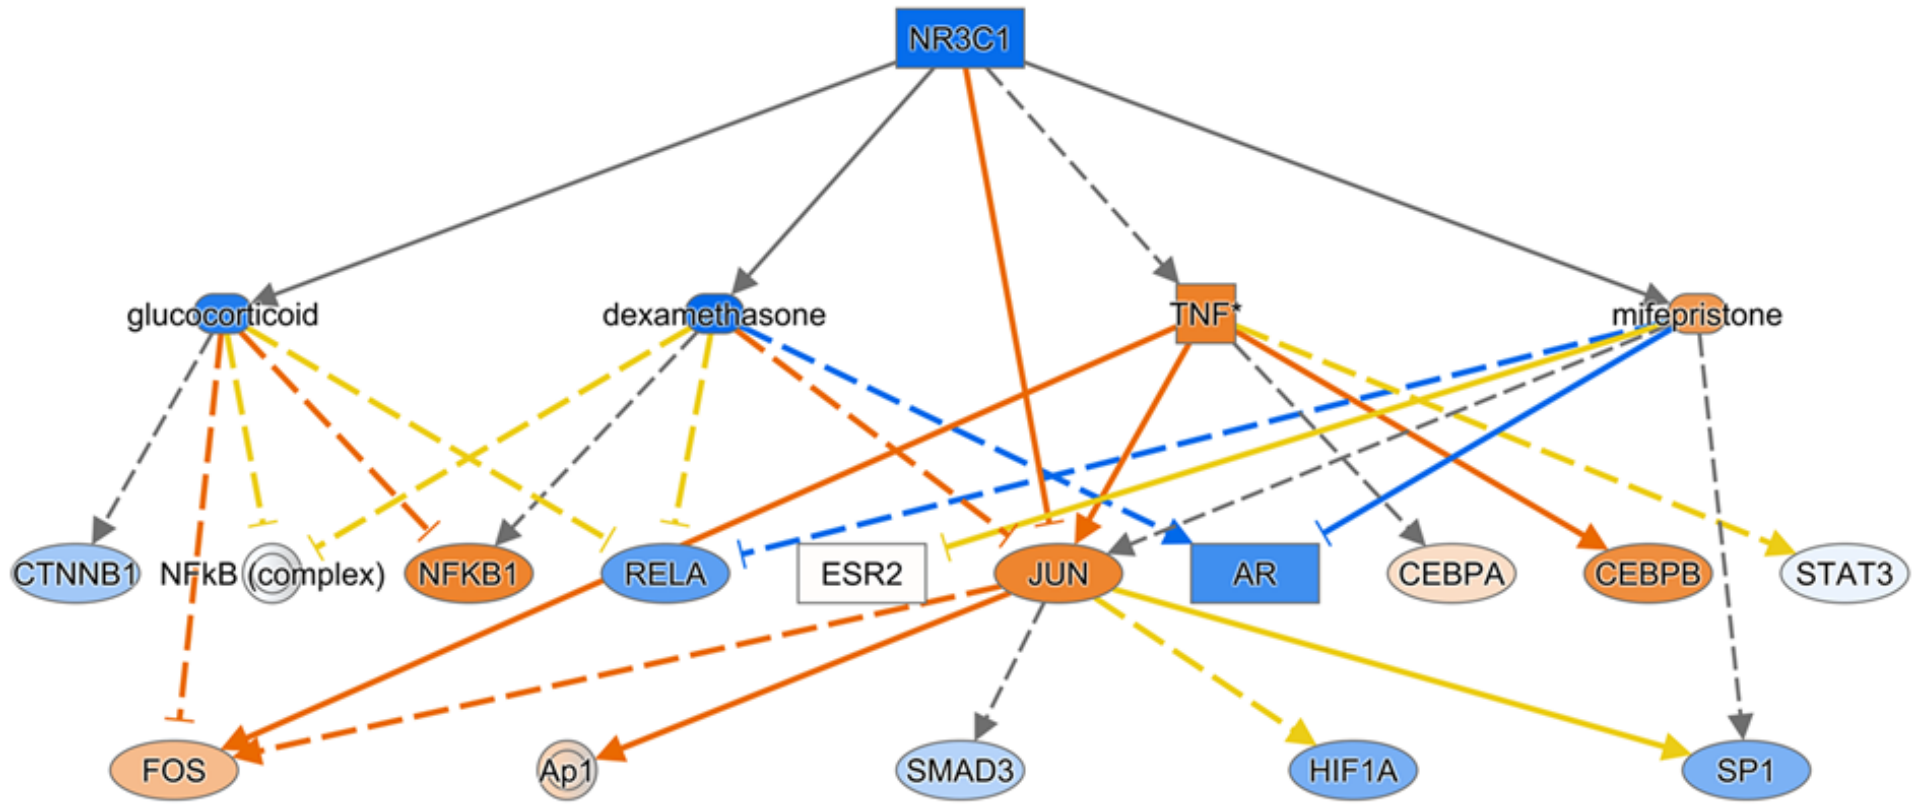 NR3C1
glucocorticoid
dexamethasone
TNF*
mifepristone
CTNNB1
NFkB (complex)
NFKB1
RELA
ESR2
JUN
AR
CEBPA
CEBPB
STAT3
FOS
Ap1
SMAD3
HIF1A
SP1